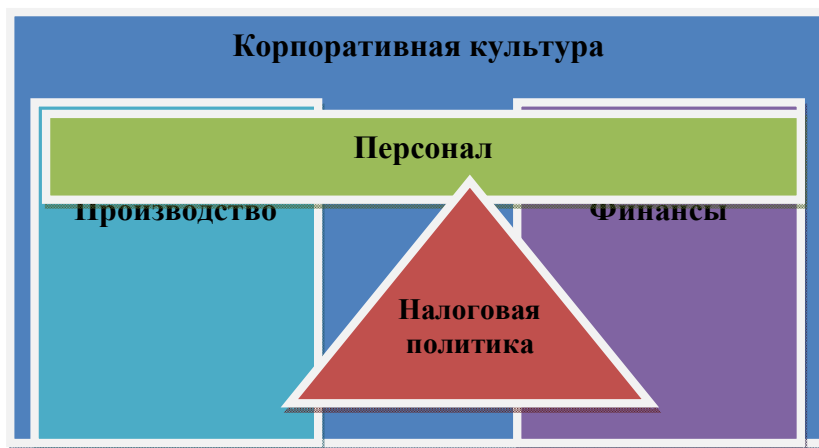 Корпоративная культура
Персонал
Производство
Финансы
Налоговая
политика